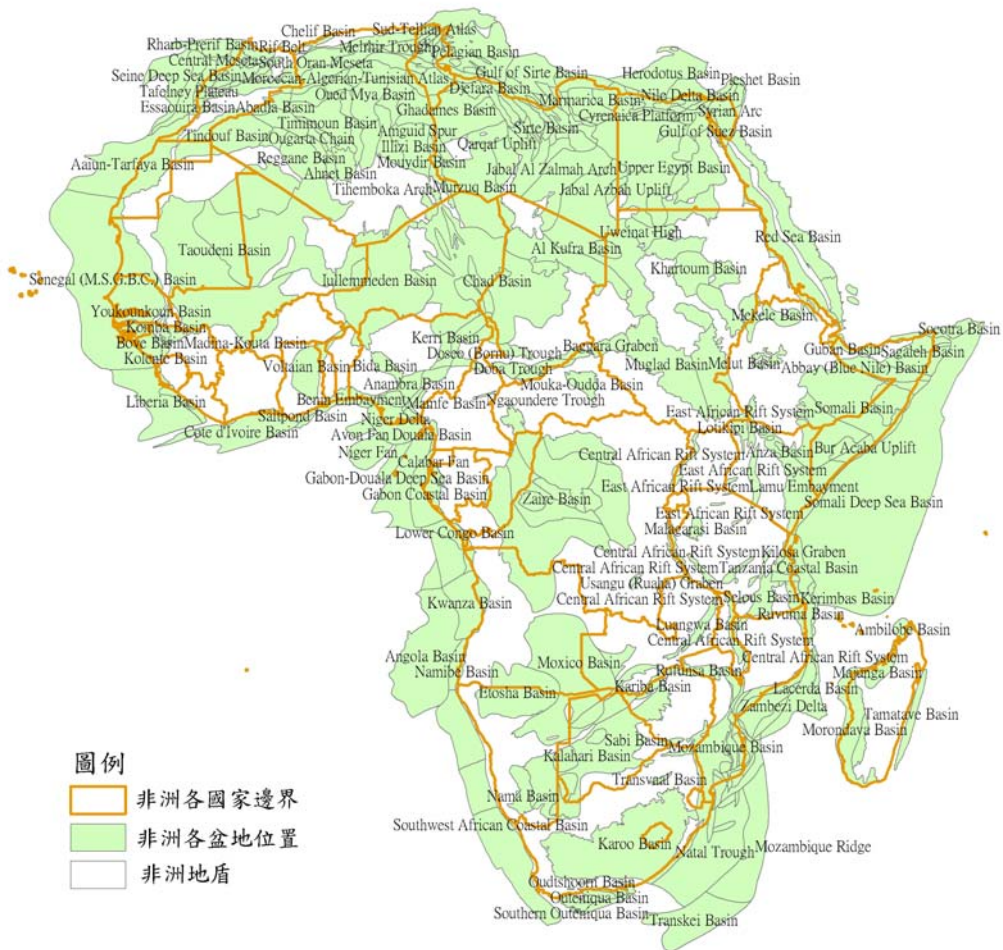 Chelif Basin
Sud-Tellian Atlas
Rharb-Prerif Basin
Rif Belt
Melrhir Trough
Pelagian Basin
Central Meseta
South Oran Meseta
Seine Deep Sea Basin
Moroccan-Algerian-Tunisian Atlas
Gulf of Sirte Basin
Herodotus Basin
Pleshet Basin
Tafelney Plateau
Oued Mya Basin
Djefara Basin
Nile Delta Basin
Essaouira Basin
Abadla Basin
Ghadames Basin
Marmarica Basin
Syrian Arc
Cyrenaica Platform
Timimoun Basin
Amguid Spur
Sirte Basin
Gulf of Suez Basin
Tindouf Basin
Ougarta Chain
Illizi Basin
Qarqaf Uplift
Aaiun-Tarfaya Basin
Reggane Basin
Mouydir Basin
Jabal Al Zalmah Arch
Upper Egypt Basin
Ahnet Basin
Tihemboka Arch
Murzuq Basin
Jabal Azbah Uplift
Uweinat High
Red Sea Basin
Taoudeni Basin
Al Kufra Basin
Khartoum Basin
Senegal (M.S.G.B.C.) Basin
Iullemmeden Basin
Chad Basin
Youkounkoun Basin
Mekele Basin
Koinba Basin
Socotra Basin
Bove Basin
Madina-Kouta Basin
Kerri Basin
Baggara Graben
Guban Basin
Sagaleh Basin
Kolente Basin
Doseo (Bornu) Trough
Voltaian Basin
Bida Basin
Doba Trough
Muglad Basin
Melut Basin
Abbay (Blue Nile) Basin
Anambra Basin
Mouka-Oudda Basin
Liberia Basin
Benin Embayment
Mamfe Basin
Ngaoundere Trough
Somali Basin
Saltpond Basin
Niger Delta
East African Rift System
Cote d'Ivoire Basin
Avon Fan
Douala Basin
Lotikipi Basin
Niger Fan
Central African Rift System
Anza Basin
Bur Acaba Uplift
Calabar Fan
East African Rift System
Gabon-Douala Deep Sea Basin
East African Rift System
Lamu Embayment
Gabon Coastal Basin
Zaire Basin
Somali Deep Sea Basin
East African Rift System
Malagarasi Basin
Lower Congo Basin
Central African Rift System
Kilosa Graben
Central African Rift System
Tanzania Coastal Basin
Usangu (Ruaha) Graben
Kwanza Basin
Central African Rift System
Selous Basin
Kerimbas Basin
Ruvuma Basin
Luangwa Basin
Ambilobe Basin
Central African Rift System
Angola Basin
Moxico Basin
Central African Rift System
Namibe Basin
Rufunsa Basin
Majunga Basin
Etosha Basin
Kariba Basin
Lacerda Basin
Zambezi Delta
Tamatave Basin
Morondava Basin
Sabi Basin
Mozambique Basin
Kalahari Basin
圖例
Transvaal Basin
非洲各國家邊界
Nama Basin
Southwest African Coastal Basin
非洲各盆地位置
Karoo Basin
Natal Trough
Mozambique Ridge
非洲地盾
Oudtshoorn Basin
Outeniqua Basin
Southern Outeniqua Basin
Transkei Basin